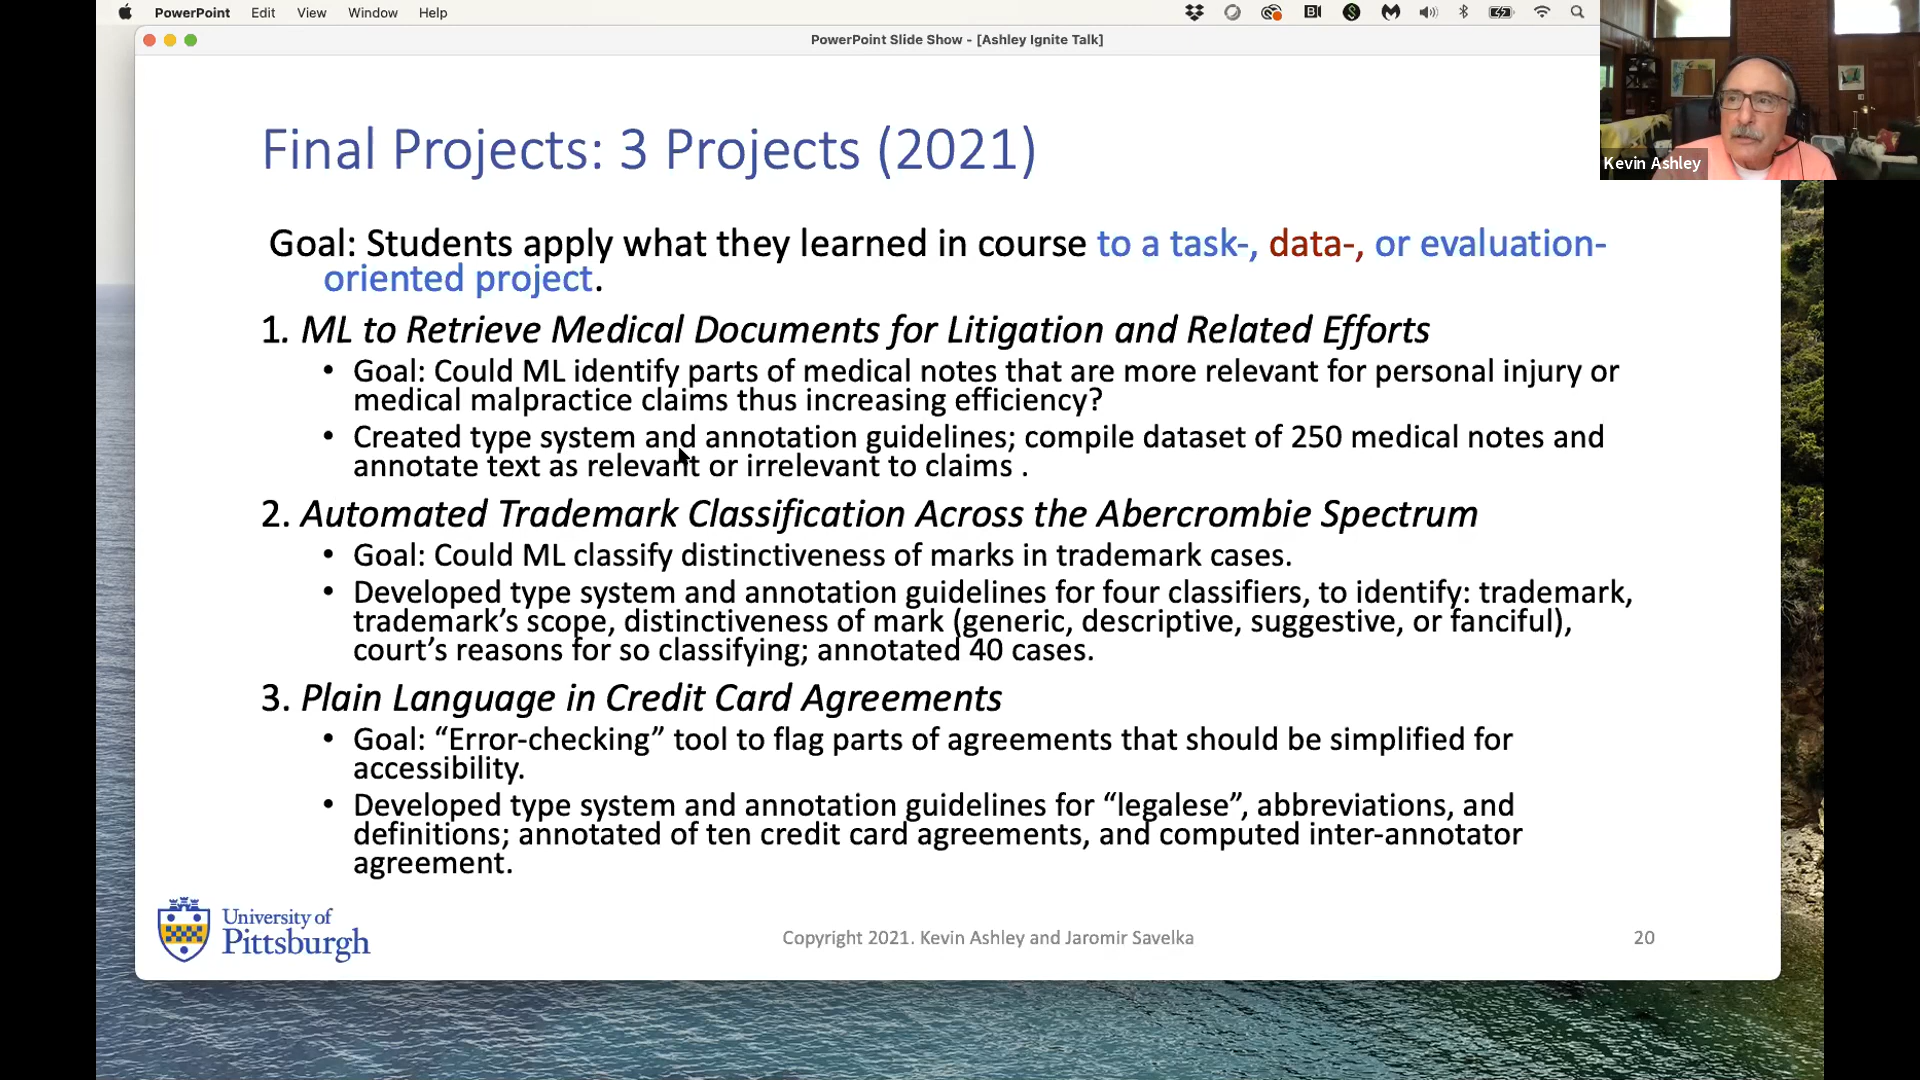 PowerPoint Edit View Window Help
PowerPoint Slide Show - [Ashley Ignite Talk]
Kevin Ashley
Final Projects: 3 Projects (2021)
Goal: Students apply what they learned in course to a task-, data-, or evaluation-
oriented project.
1. ML to Retrieve Medical Documents for Litigation and Related Efforts
• Goal: Could ML identify parts of medical notes that are more relevant for personal injury or
medical malpractice claims thus increasing efficiency?
• Created type system and annotation guidelines; compile dataset of 250 medical notes and
annotate text as relevant or irrelevant to claims .
2. Automated Trademark Classification Across the Abercrombie Spectrum
• Goal: Could ML classify distinctiveness of marks in trademark cases.
• Developed type system and annotation guidelines for four classifiers, to identify: trademark,
trademark's scope, distinctiveness of mark (generic, descriptive, suggestive, or fanciful),
court's reasons for so classifying; annotated 40 cases.
3. Plain Language in Credit Card Agreements
• Goal: “Error-checking” tool to flag parts of agreements that should be simplified for
accessibility.
• Developed type system and annotation guidelines for “legalese”, abbreviations, and
definitions; annotated of ten credit card agreements, and computed inter-annotator
agreement.
University of
Pittsburgh
Copyright 2021. Kevin Ashley and Jaromir Savelka
20